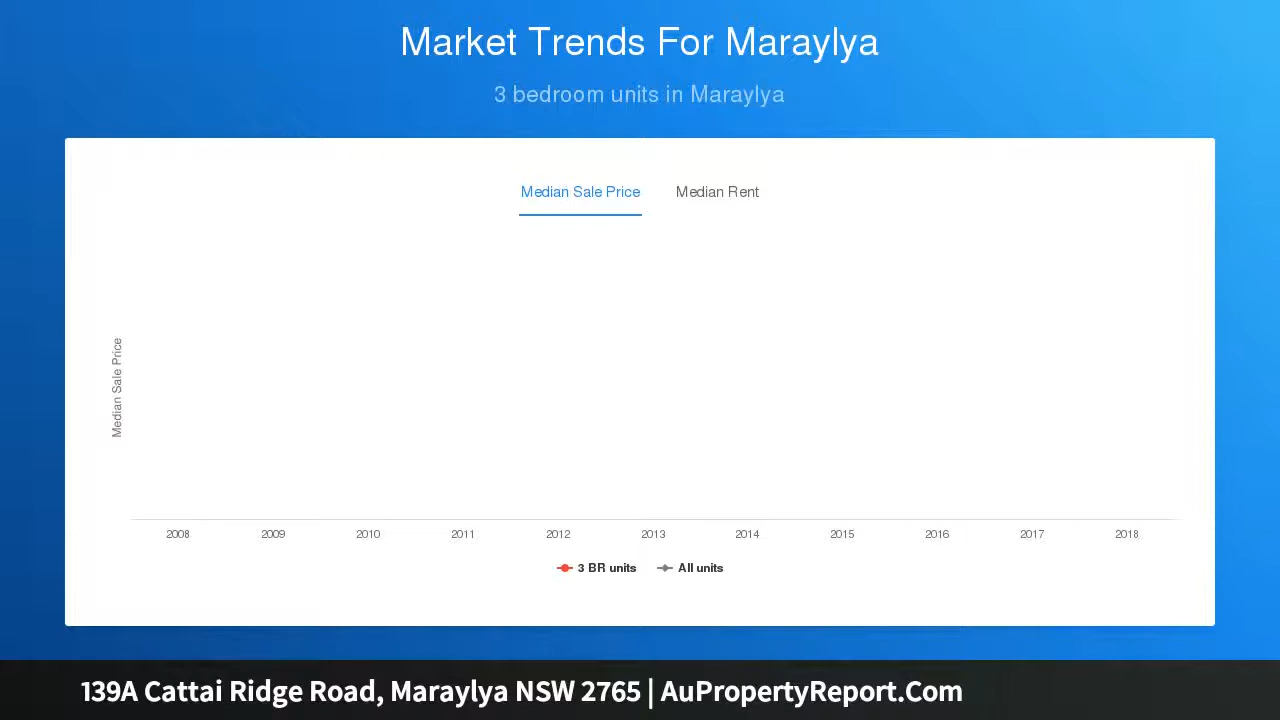 Market Trends For Maraylya
3 bedroom units in Maraylya
Median Sale Price Median Rent
Median Sale Price
2008 2009 2010 2011 2012 2013 2014 2015 2016 2017 2018
3 BR units All units
139A Cattai Ridge Road, Maraylya NSW 2765 | AuPropertyReport.Com